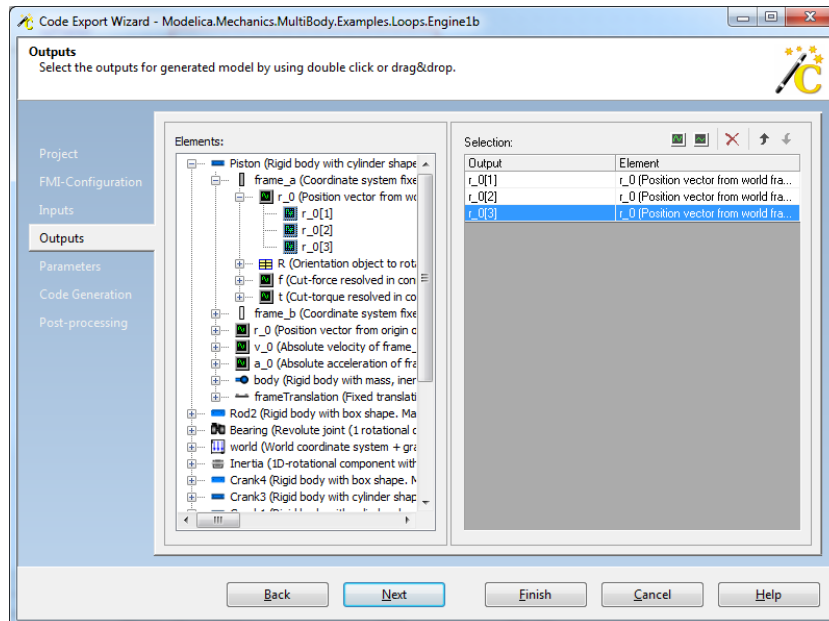 Code Export Wizard - Modelica.Mechanics.MultiBody.Examples.Loops.Engine1b
Outputs
Select the outputs for generated model by using double click or drag&drop.
Project
FMI-Configuration
Inputs
Outputs
Parameters
Code Generation
Post-processing
Elements:
Piston (Rigid body with cylinder shape
frame_a (Coordinate system fixe
r_0 (Position vector from wo
r_0[1]
r_0[2]
r_0[3]
R (Orientation object to rot
f (Cut-force resolved in con
t (Cut-torque resolved in co
frame_b (Coordinate system fixe
r_0 (Position vector from origin o
v_0 (Absolute velocity of frame_
a_0 (Absolute acceleration of fra
body (Rigid body with mass, iner
frameTranslation (Fixed translati
Rod2 (Rigid body with box shape. Ma
Bearing (Revolute joint (1 rotational d
world (World coordinate system + gra
Inertia (1D-rotational component with
Crank4 (Rigid body with box shape. M
Crank3 (Rigid body with cylinder shap
Selection:
Output Element
r_0[1] r_0 (Position vector from world fra...
r_0[2] r_0 (Position vector from world fra...
r_0[3] r_0 (Position vector from world fra...
Back Next Finish Cancel Help